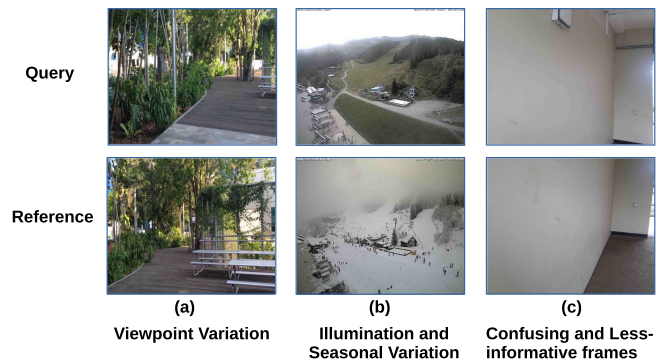 Query
Reference
(a)
(b)
(c)
Viewpoint Variation
Illumination and
Seasonal Variation
Confusing and Less-
informative frames